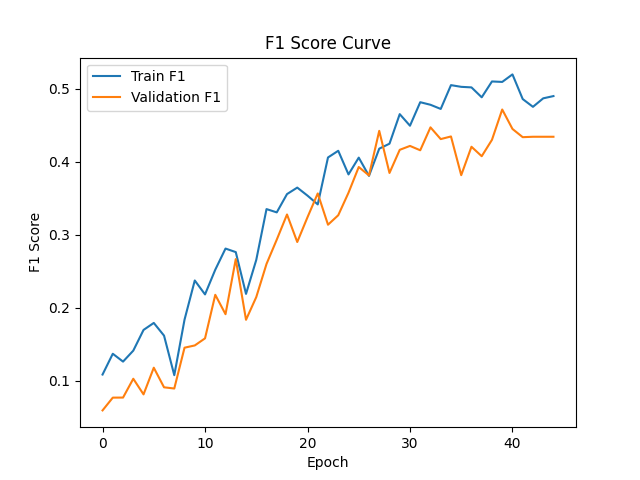 F1 Score Curve
Train F1
Validation F1
0.5
0.4
0.3
0.2
0.1
F1 Score
0 10 20 30 40
Epoch